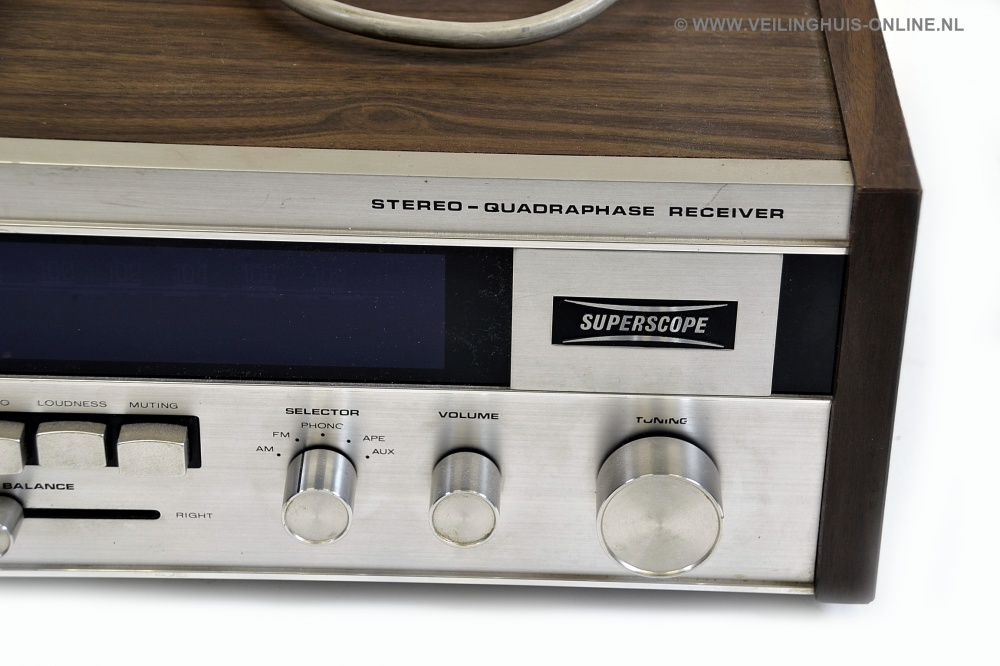 © WWW.VEILINGHUIS-ONLINE.NL
STEREO-QUADRAPHASE RECEIVER
SUPERSCOPE
LOUDNESS MUTING
SELECTOR
VOLUME
TUNING
PHONO
FM
APE
AM
AUX
BALANCE
RIGHT